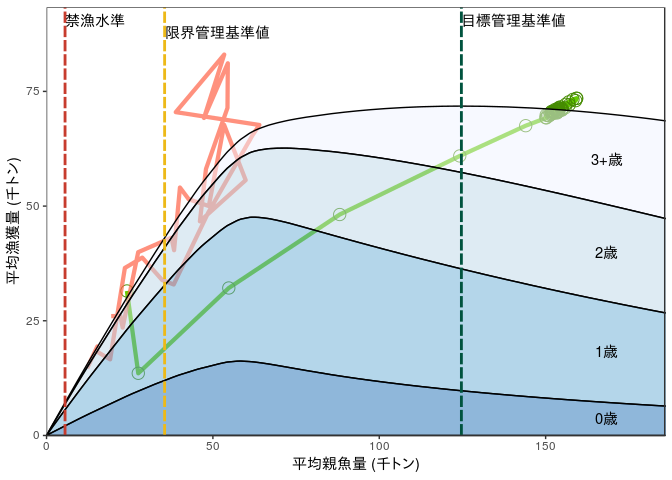 禁漁水準
限界管理基準値
目標管理基準値
75
50
25
0
平均漁獲量 (千トン)
3+歳
2歳
1歳
0歳
0
50
100
150
平均親魚量 (千トン)